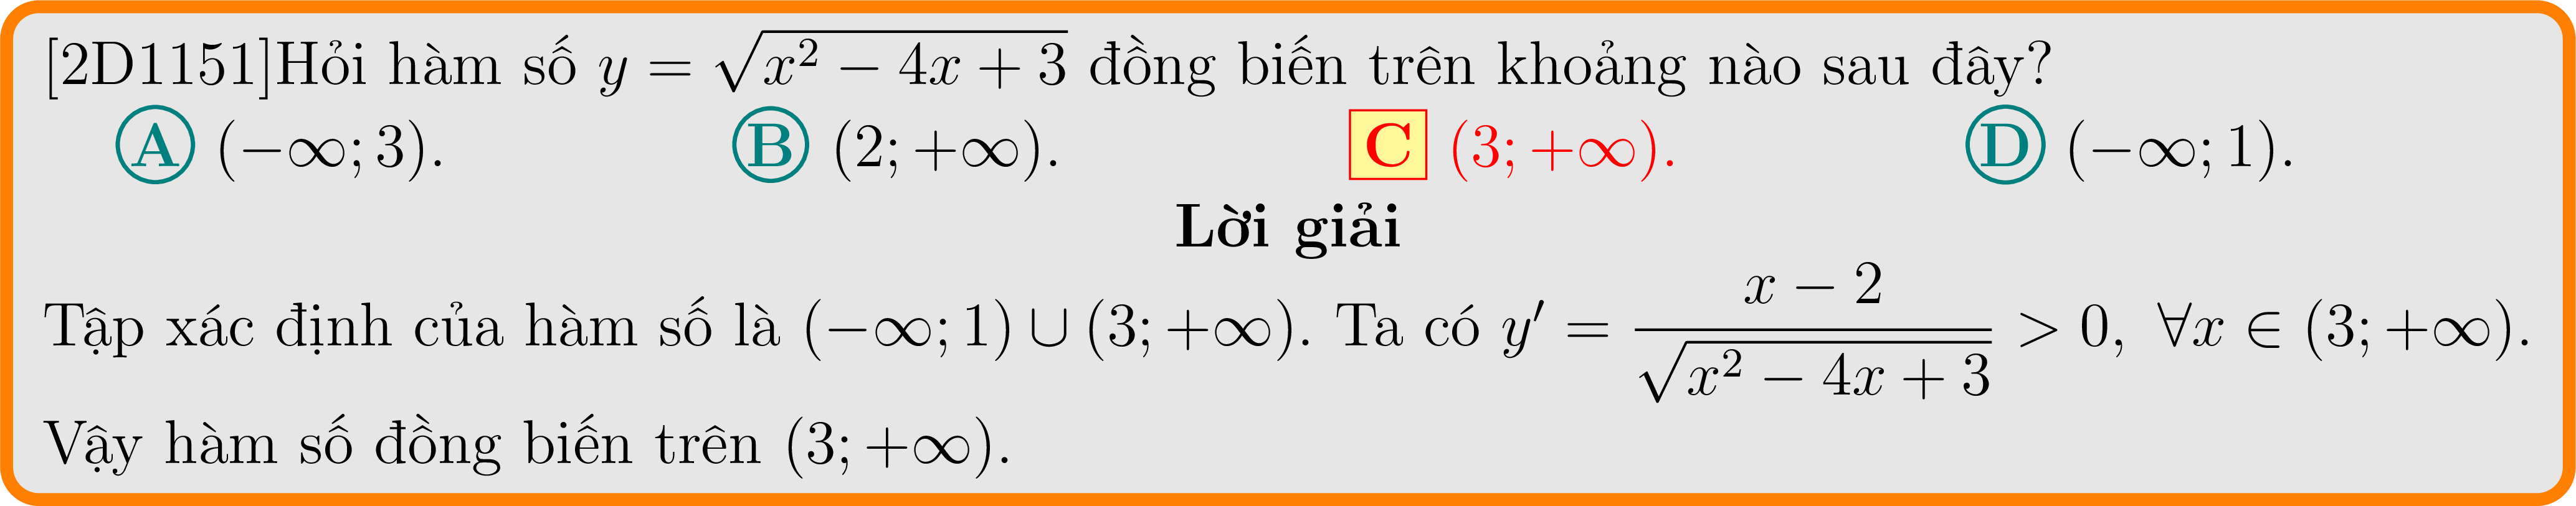 [2D1151]Hỏi hàm số $y = \sqrt{x^2 - 4x + 3}$ đồng biến trên khoảng nào sau đây?
A $(-\infty; 3)$. B $(2; +\infty)$. C $(3; +\infty)$. D $(-\infty; 1)$.
Lời giải
Tập xác định của hàm số là $(-\infty; 1) \cup (3; +\infty)$. Ta có $y' = \dfrac{x - 2}{\sqrt{x^2 - 4x + 3}} > 0, \ \forall x \in (3; +\infty)$.
Vậy hàm số đồng biến trên $(3; +\infty)$.